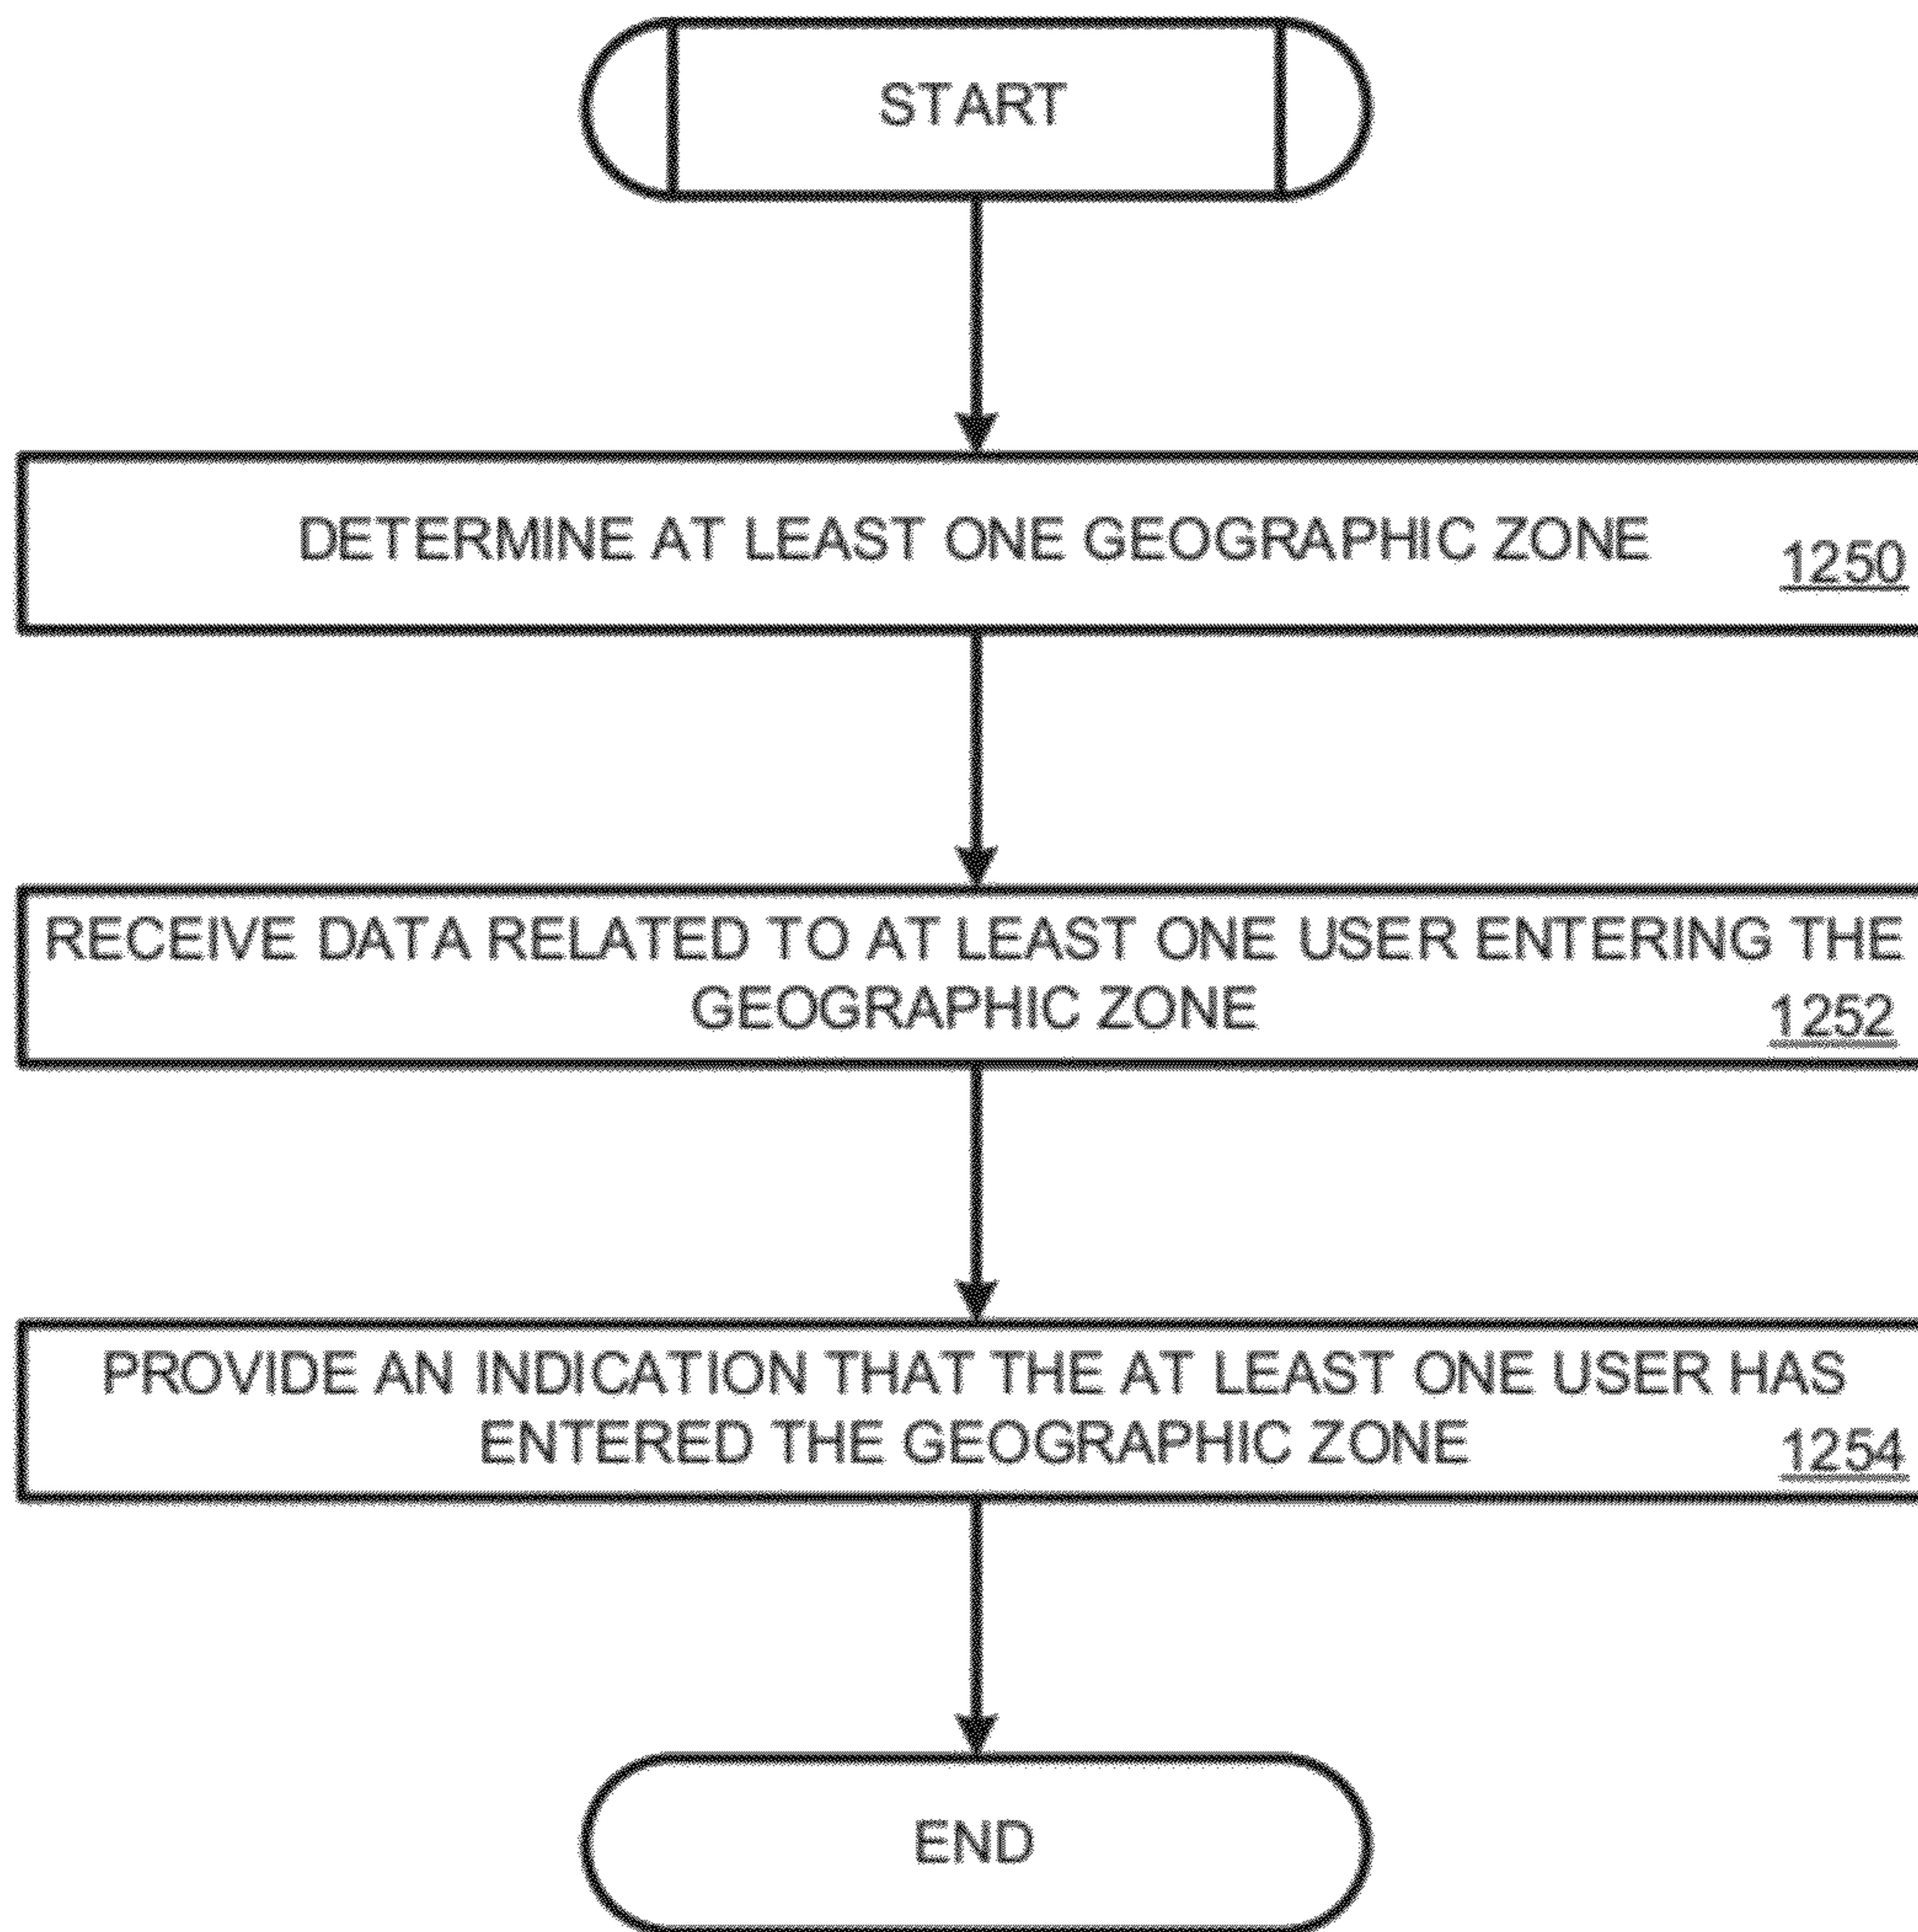 START
DETERMINE AT LEAST ONE GEOGRAPHIC ZONE
1250
RECEIVE DATA RELATED TO AT LEAST ONE USER ENTERING THE
GEOGRAPHIC ZONE
1252
PROVIDE AN INDICATION THAT THE AT LEAST ONE USER HAS
ENTERED THE GEOGRAPHIC ZONE
1254
END